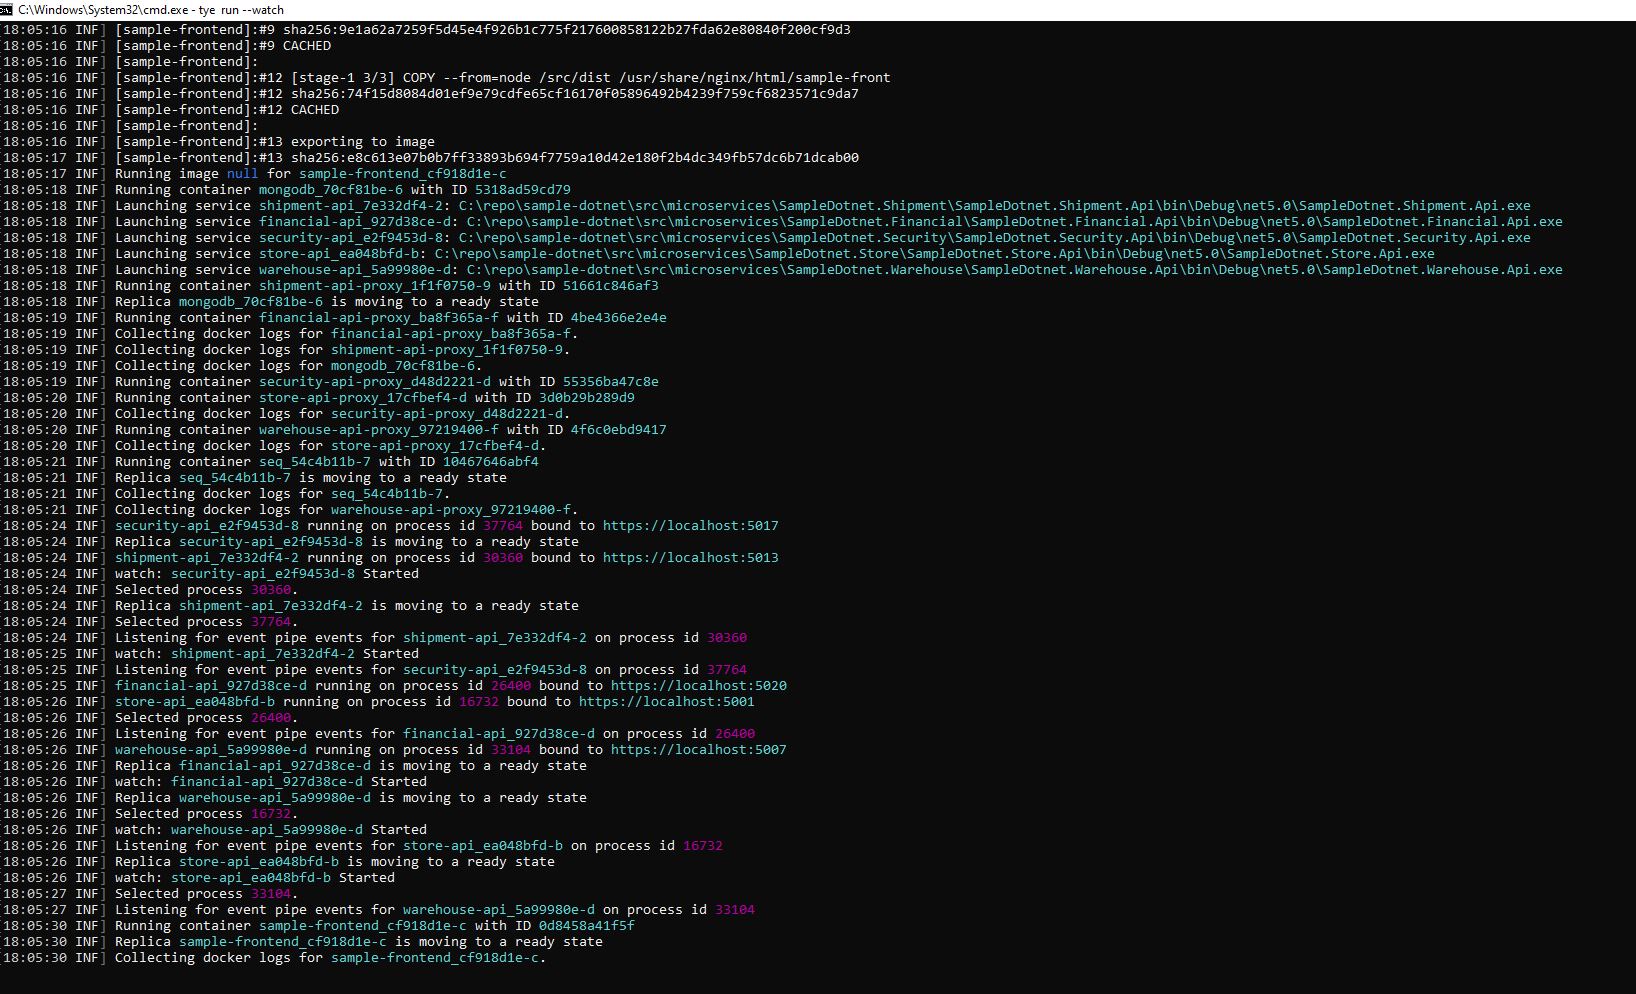 C:\Windows\System32\cmd.exe - tye run --watch
[18:05:16 INF] [sample-frontend]:#9 sha256:9e1a62a7259f5d45e4f926b1c775f217600858122b27fda62e80840f200cf9d3
[18:05:16 INF] [sample-frontend]:#9 CACHED
[18:05:16 INF] [sample-frontend]:
[18:05:16 INF] [sample-frontend]:#12 [stage-1 3/3] COPY --from=node /src/dist /usr/share/nginx/html/sample-front
[18:05:16 INF] [sample-frontend]:#12 sha256:74f15d8084d01ef9e79cdfe65cf16170f05896492b4239f759cf6823571c9da7
[18:05:16 INF] [sample-frontend]:#12 CACHED
[18:05:16 INF] [sample-frontend]:
[18:05:16 INF] [sample-frontend]:#13 exporting to image
[18:05:17 INF] [sample-frontend]:#13 sha256:e8c613e07b0b7ff33893b694f7759a10d42e180f2b4dc349fb57dc6b71dcab00
[18:05:17 INF] Running image null for sample-frontend_cf918d1e-c
[18:05:18 INF] Running container mongodb_70cf81be-6 with ID 5318ad59cd79
[18:05:18 INF] Launching service shipment-api_7e332df4-2: C:\repo\sample-dotnet\src\microservices\SampleDotnet.Shipment\SampleDotnet.Shipment.Api\bin\Debug\net5.0\SampleDotnet.Shipment.Api.exe
[18:05:18 INF] Launching service financial-api_927d38ce-d: C:\repo\sample-dotnet\src\microservices\SampleDotnet.Financial\SampleDotnet.Financial.Api\bin\Debug\net5.0\SampleDotnet.Financial.Api.exe
[18:05:18 INF] Launching service security-api_e2f9453d-8: C:\repo\sample-dotnet\src\microservices\SampleDotnet.Security\SampleDotnet.Security.Api\bin\Debug\net5.0\SampleDotnet.Security.Api.exe
[18:05:18 INF] Launching service store-api_ea048bfd-b: C:\repo\sample-dotnet\src\microservices\SampleDotnet.Store\SampleDotnet.Store.Api\bin\Debug\net5.0\SampleDotnet.Store.Api.exe
[18:05:18 INF] Launching service warehouse-api_5a99980e-d: C:\repo\sample-dotnet\src\microservices\SampleDotnet.Warehouse\SampleDotnet.Warehouse.Api\bin\Debug\net5.0\SampleDotnet.Warehouse.Api.exe
[18:05:18 INF] Running container shipment-api-proxy_1f1f0750-9 with ID 51661c846af3
[18:05:18 INF] Replica mongodb_70cf81be-6 is moving to a ready state
[18:05:19 INF] Running container financial-api-proxy_ba8f365a-f with ID 4be4366e2e4e
[18:05:19 INF] Collecting docker logs for financial-api-proxy_ba8f365a-f.
[18:05:19 INF] Collecting docker logs for shipment-api-proxy_1f1f0750-9.
[18:05:19 INF] Collecting docker logs for mongodb_70cf81be-6.
[18:05:19 INF] Running container security-api-proxy_d48d2221-d with ID 55356ba47c8e
[18:05:20 INF] Running container store-api-proxy_17cfbef4-d with ID 3d0b29b289d9
[18:05:20 INF] Collecting docker logs for security-api-proxy_d48d2221-d.
[18:05:20 INF] Running container warehouse-api-proxy_97219400-f with ID 4f6c0ebd9417
[18:05:20 INF] Collecting docker logs for store-api-proxy_17cfbef4-d.
[18:05:21 INF] Running container seq_54c4b11b-7 with ID 10467646abf4
[18:05:21 INF] Replica seq_54c4b11b-7 is moving to a ready state
[18:05:21 INF] Collecting docker logs for seq_54c4b11b-7.
[18:05:21 INF] Collecting docker logs for warehouse-api-proxy_97219400-f.
[18:05:24 INF] security-api_e2f9453d-8 running on process id 37764 bound to https://localhost:5017
[18:05:24 INF] Replica security-api_e2f9453d-8 is moving to a ready state
[18:05:24 INF] shipment-api_7e332df4-2 running on process id 30360 bound to https://localhost:5013
[18:05:24 INF] watch: security-api_e2f9453d-8 Started
[18:05:24 INF] Selected process 30360.
[18:05:24 INF] Replica shipment-api_7e332df4-2 is moving to a ready state
[18:05:24 INF] Selected process 37764.
[18:05:24 INF] Listening for event pipe events for shipment-api_7e332df4-2 on process id 30360
[18:05:25 INF] watch: shipment-api_7e332df4-2 Started
[18:05:25 INF] Listening for event pipe events for security-api_e2f9453d-8 on process id 37764
[18:05:25 INF] financial-api_927d38ce-d running on process id 26400 bound to https://localhost:5020
[18:05:26 INF] store-api_ea048bfd-b running on process id 16732 bound to https://localhost:5001
[18:05:26 INF] Selected process 26400.
[18:05:26 INF] Listening for event pipe events for financial-api_927d38ce-d on process id 26400
[18:05:26 INF] warehouse-api_5a99980e-d running on process id 33104 bound to https://localhost:5007
[18:05:26 INF] Replica financial-api_927d38ce-d is moving to a ready state
[18:05:26 INF] watch: financial-api_927d38ce-d Started
[18:05:26 INF] Replica warehouse-api_5a99980e-d is moving to a ready state
[18:05:26 INF] Selected process 16732.
[18:05:26 INF] watch: warehouse-api_5a99980e-d Started
[18:05:26 INF] Listening for event pipe events for store-api_ea048bfd-b on process id 16732
[18:05:26 INF] Replica store-api_ea048bfd-b is moving to a ready state
[18:05:26 INF] watch: store-api_ea048bfd-b Started
[18:05:27 INF] Selected process 33104.
[18:05:27 INF] Listening for event pipe events for warehouse-api_5a99980e-d on process id 33104
[18:05:30 INF] Running container sample-frontend_cf918d1e-c with ID 0d8458a41f5f
[18:05:30 INF] Replica sample-frontend_cf918d1e-c is moving to a ready state
[18:05:30 INF] Collecting docker logs for sample-frontend_cf918d1e-c.